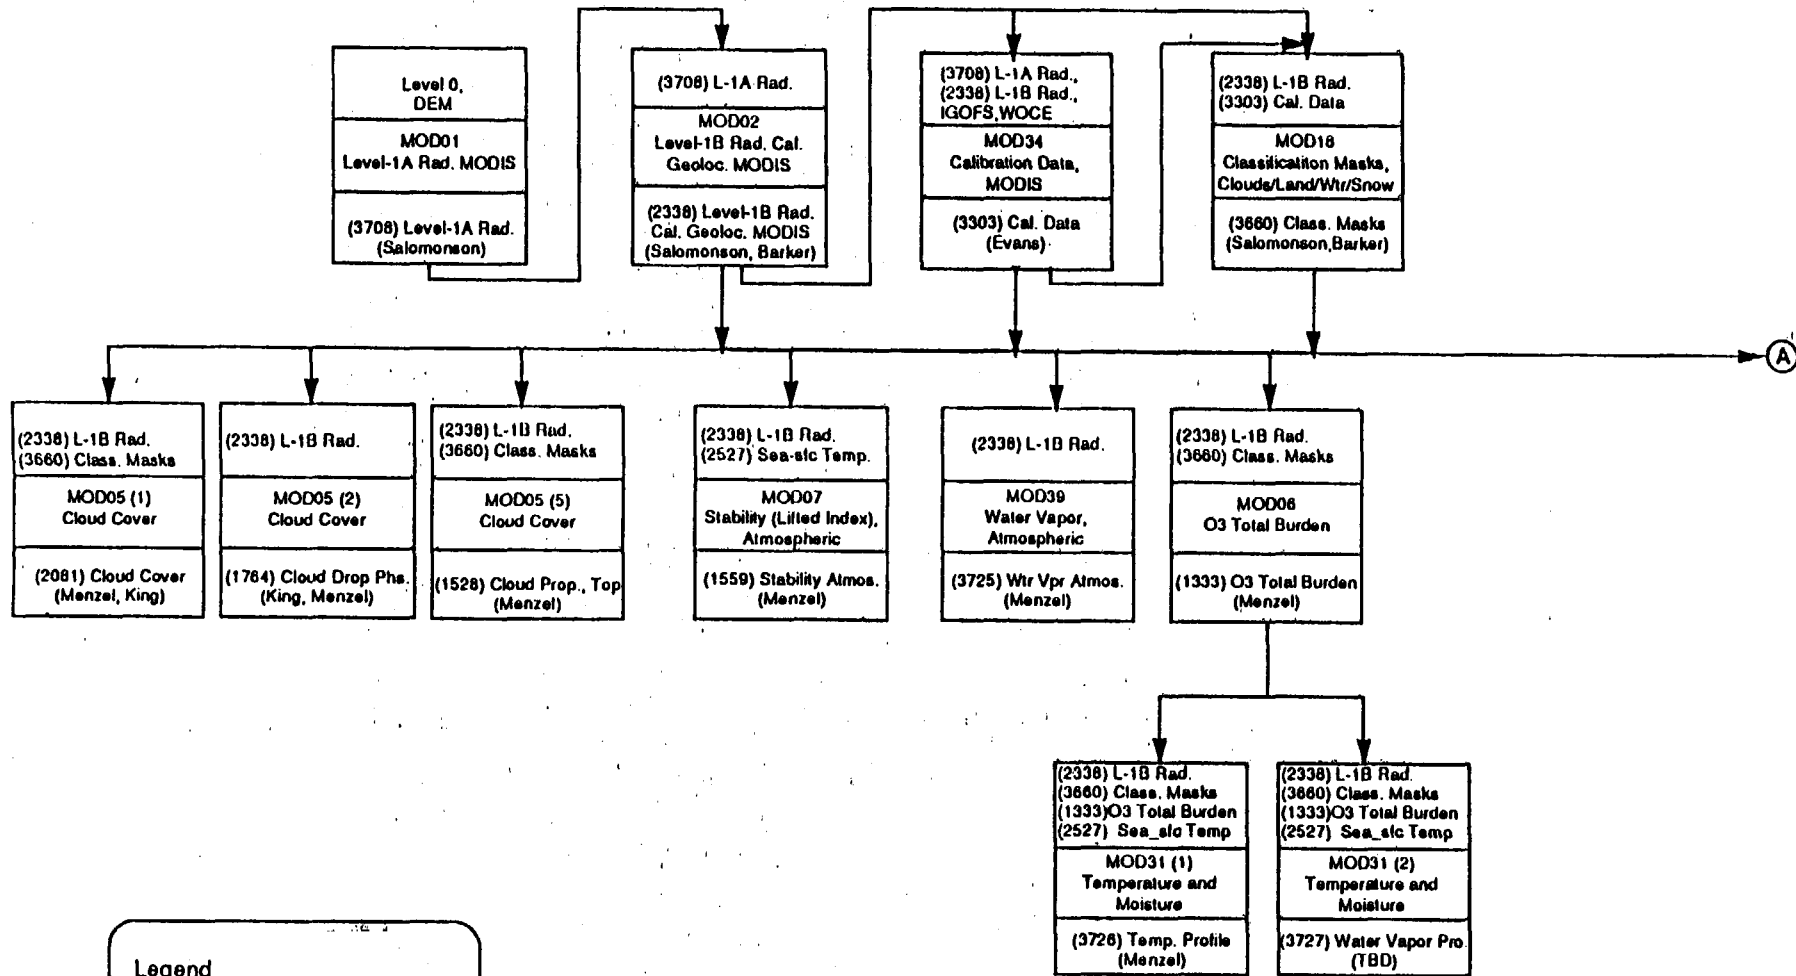 Level 0,
DEM
MOD01
Level-1A Rad. MODIS
(3708) Level-1A Rad.
(Salomonson)
(3708) L-1A Rad.
MOD02
Level-1B Rad. Cal.
Geoloc. MODIS
(2338) Level-1B Rad.
Cal. Geoloc. MODIS
(Salomonson, Barker)
(3708) L-1A Rad.,
(2338) L-1B Rad.,
IGOFS,WOCE
MOD34
Calibration Data,
MODIS
(3303) Cal. Data
(Evans)
(2338) L-1B Rad.
(3303) Cal. Data
MOD18
Classification Masks,
Clouds/Land/Wtr/Snow
(3660) Class. Masks
(Salomonson,Barker)
A
(2338) L-1B Rad.
(3660) Class. Masks
MOD05 (1)
Cloud Cover
(2081) Cloud Cover
(Menzel, King)
(2338) L-1B Rad.
MOD05 (2)
Cloud Cover
(1764) Cloud Drop Phs.
(King, Menzel)
(2338) L-1B Rad.
(3660) Class. Masks
MOD05 (5)
Cloud Cover
(1528) Cloud Prop., Top
(Menzel)
(2338) L-1B Rad.
(2527) Sea-sfc Temp.
MOD07
Stability (Lifted Index),
Atmospheric
(1559) Stability Atmos.
(Menzel)
(2338) L-1B Rad.
MOD39
Water Vapor,
Atmospheric
(3725) Wtr Vpr Atmos.
(Menzel)
(2338) L-1B Rad.
(3660) Class. Masks
MOD06
O3 Total Burden
(1333) O3 Total Burden
(Menzel)
(2338) L-1B Rad.
(3660) Class. Masks
(1333)O3 Total Burden
(2527) Sea_sfc Temp
MOD31 (1)
Temperature and
Moisture
(3726) Temp. Profile
(Menzel)
(2338) L-1B Rad.
(3660) Class. Masks
(1333)O3 Total Burden
(2527) Sea_sfc Temp
MOD31 (2)
Temperature and
Moisture
(3727) Water Vapor Pro.
(TBD)
Legend